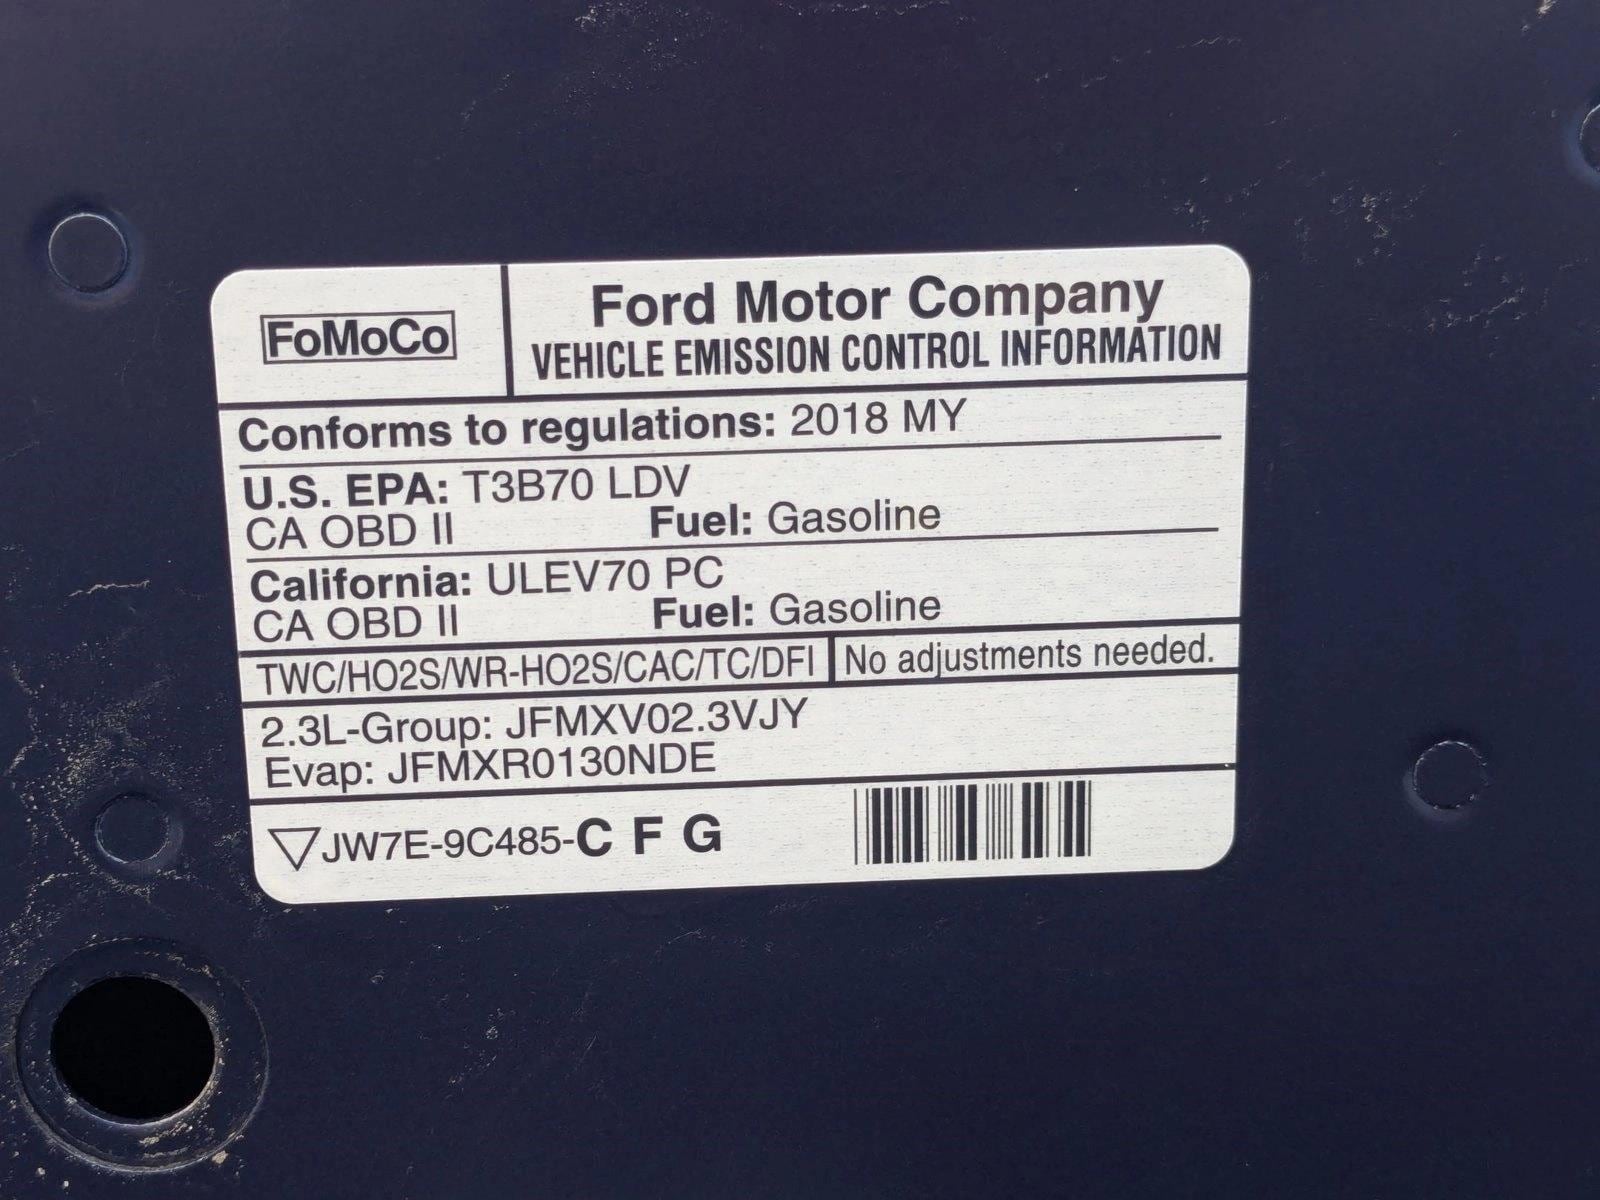 FoMoCo
Ford Motor Company
VEHICLE EMISSION CONTROL INFORMATION
Conforms to regulations: 2018 MY
U.S. EPA: T3B70 LDV
CA OBD II Fuel: Gasoline
California: ULEV70 PC
CA OBD II Fuel: Gasoline
TWC/HO2S/WR-HO2S/CAC/TC/DFI No adjustments needed.
2.3L-Group: JFMXV02.3VJY
Evap: JFMXR0130NDE
JW7E-9C485-C F G